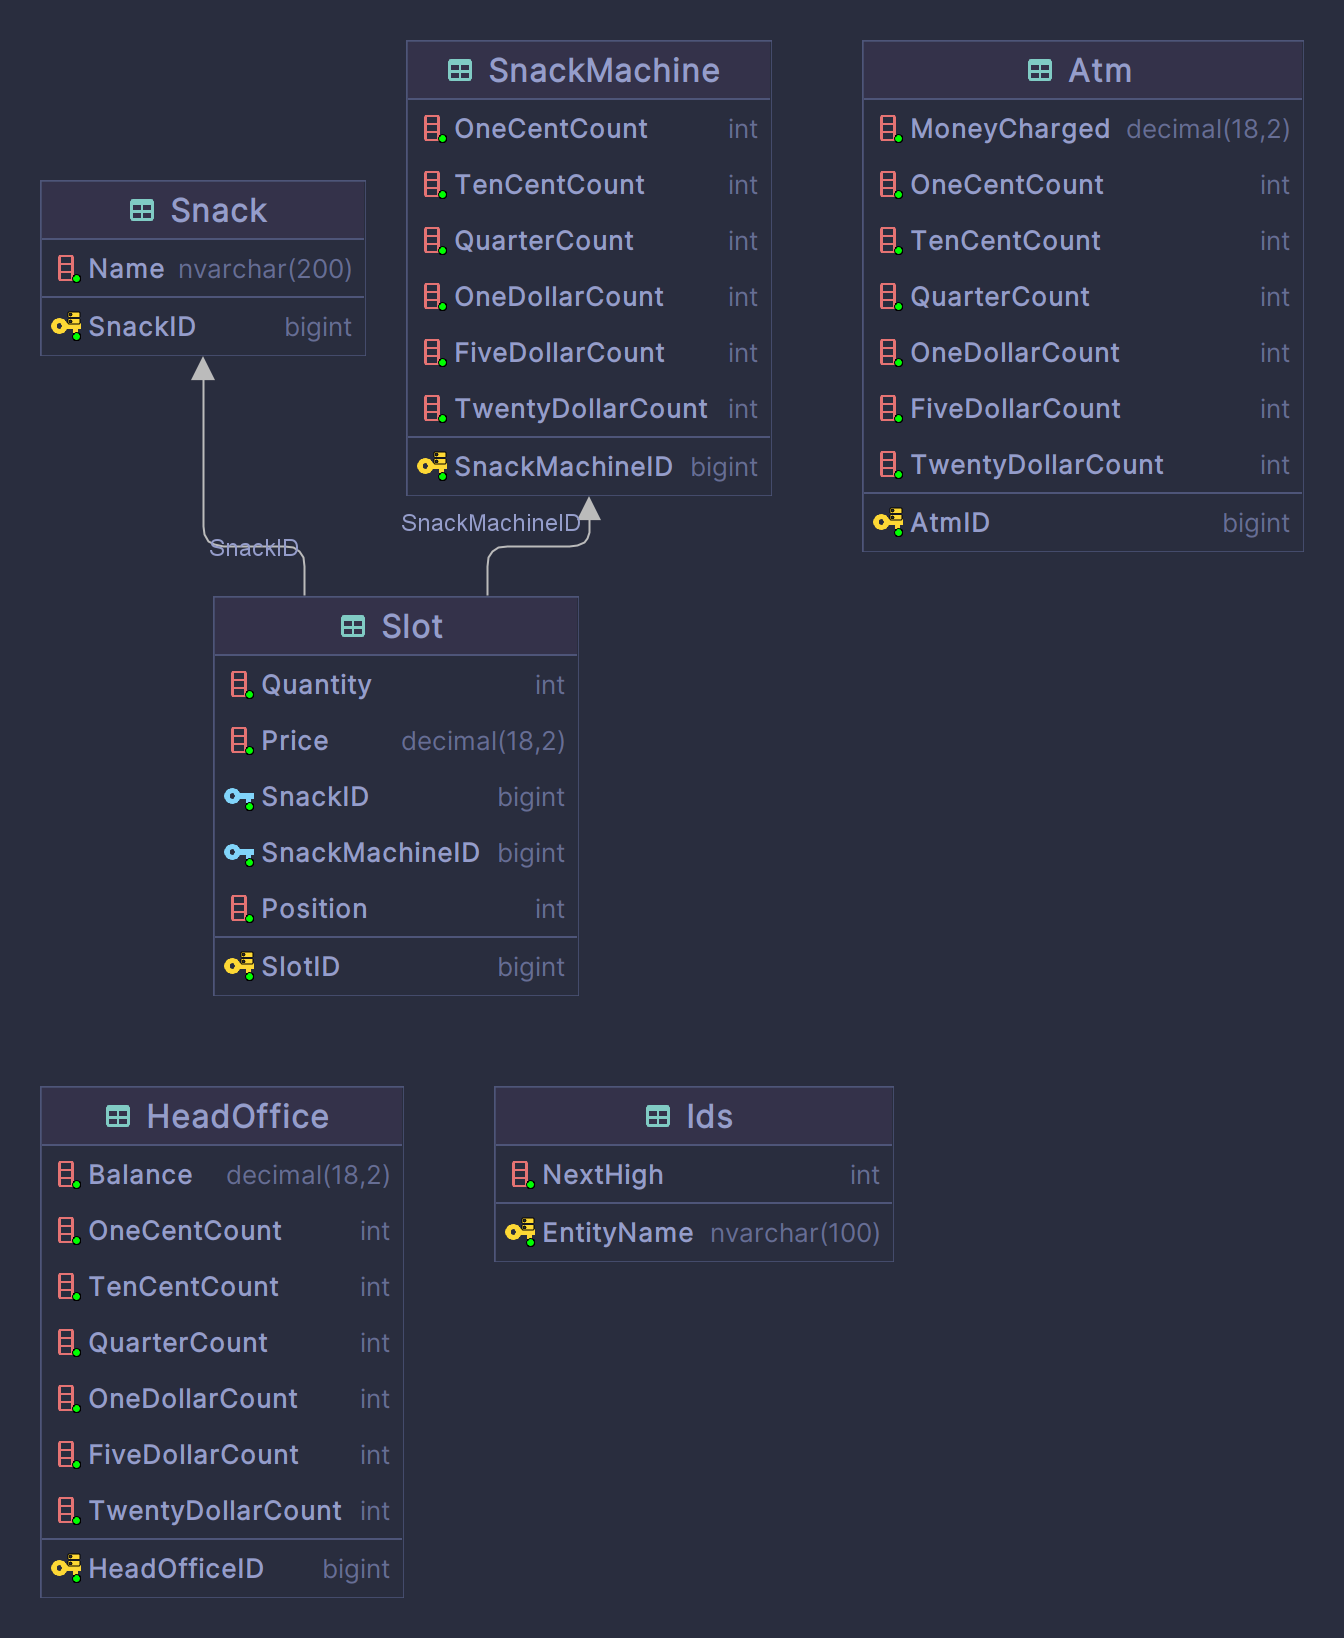 Snack
Name nvarchar(200)
SnackID bigint
SnackMachine
OneCentCount int
TenCentCount int
QuarterCount int
OneDollarCount int
FiveDollarCount int
TwentyDollarCount int
SnackMachineID bigint
Atm
MoneyCharged decimal(18,2)
OneCentCount int
TenCentCount int
QuarterCount int
OneDollarCount int
FiveDollarCount int
TwentyDollarCount int
AtmID bigint
SnackMachineID
SnackID
Slot
Quantity int
Price decimal(18,2)
SnackID bigint
SnackMachineID bigint
Position int
SlotID bigint
HeadOffice
Balance decimal(18,2)
OneCentCount int
TenCentCount int
QuarterCount int
OneDollarCount int
FiveDollarCount int
TwentyDollarCount int
HeadOfficeID bigint
Ids
NextHigh int
EntityName nvarchar(100)